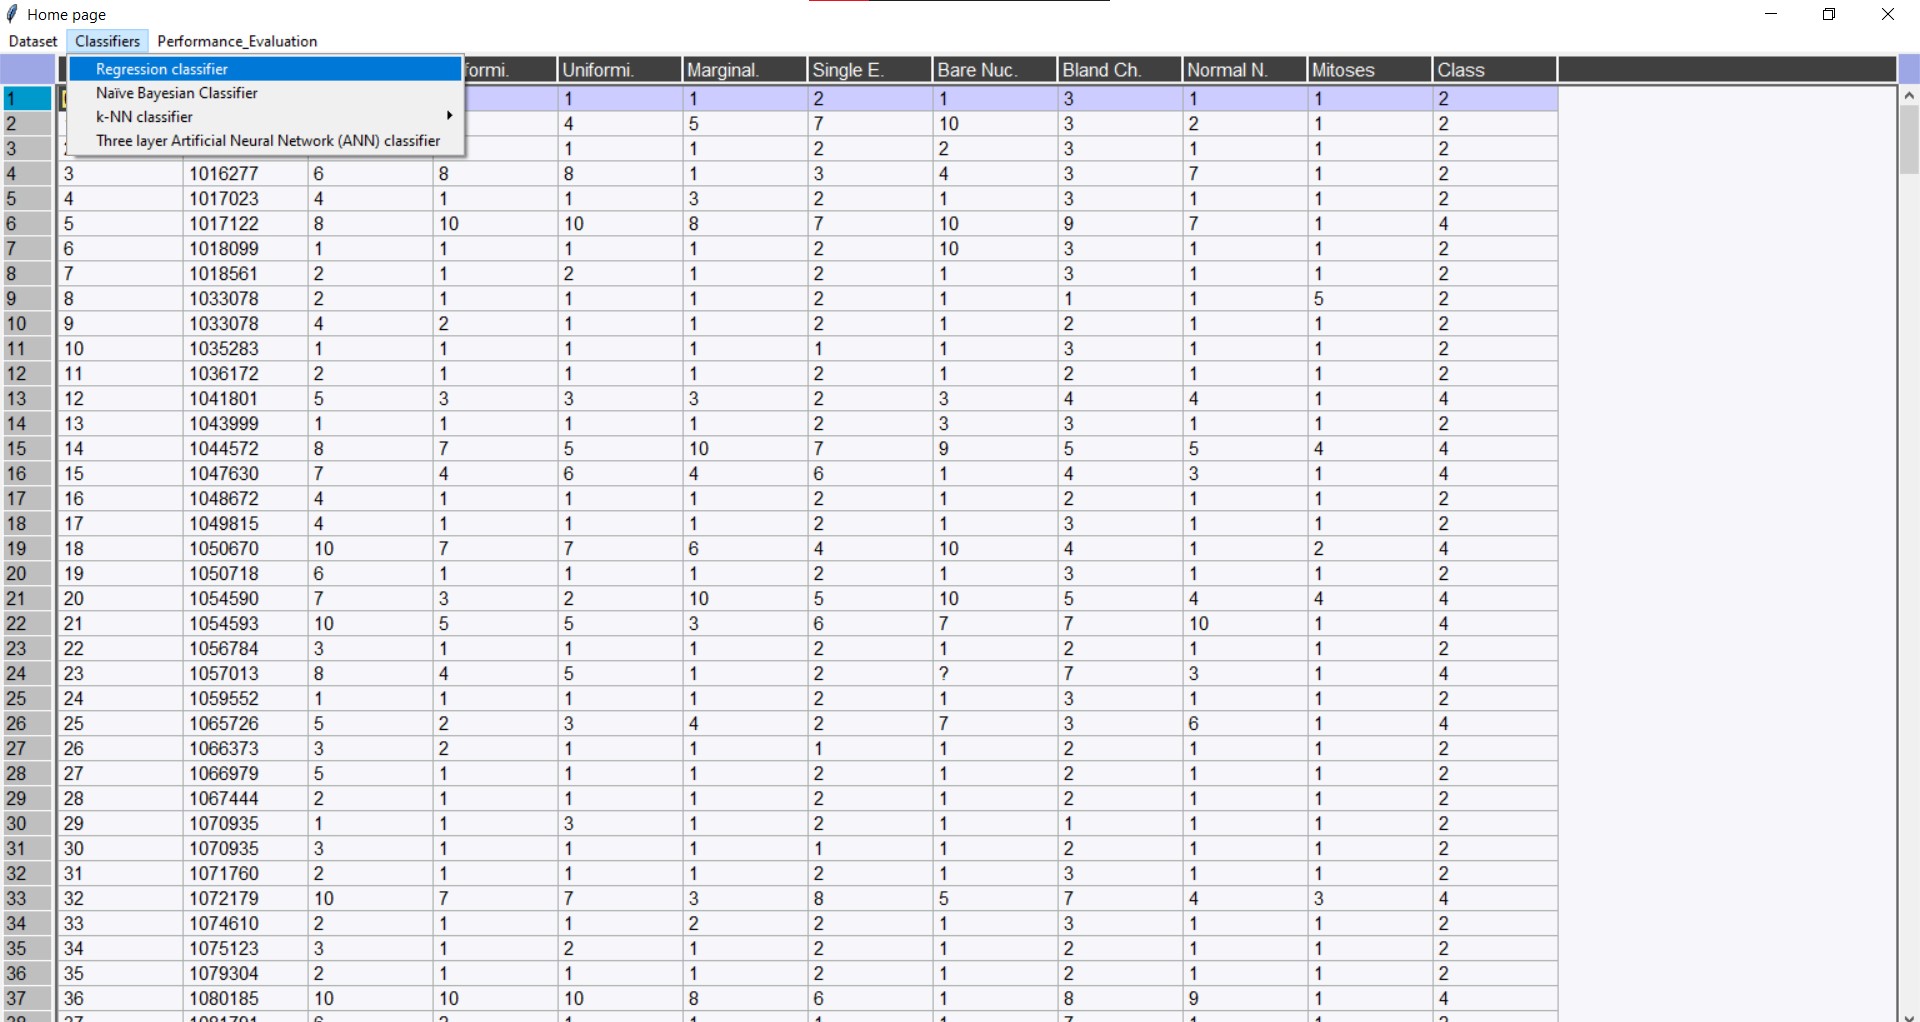 Home page
Dataset Classifiers Performance_Evaluation
Regression classifier
Naïve Bayesian Classifier
k-NN classifier
Three layer Artificial Neural Network (ANN) classifier
formi. Uniformi. Marginal. Single E. Bare Nuc. Bland Ch. Normal N. Mitoses Class
1 1 1 2 1 3 1 1 2
2 4 5 7 10 3 2 1 2
3 1 1 2 2 3 1 1 2
4 3 1016277 6 8 8 1 3 4 3 7 1 2
5 4 1017023 4 1 1 3 2 1 3 1 1 2
6 5 1017122 8 10 10 8 7 10 9 7 1 4
7 6 1018099 1 1 1 1 2 10 3 1 1 2
8 7 1018561 2 1 2 1 2 1 3 1 1 2
9 8 1033078 2 1 1 1 2 1 1 1 5 2
10 9 1033078 4 2 1 1 2 1 2 1 1 2
11 10 1035283 1 1 1 1 1 1 3 1 1 2
12 11 1036172 2 1 1 1 2 1 2 1 1 2
13 12 1041801 5 3 3 3 2 3 4 4 1 4
14 13 1043999 1 1 1 1 2 3 3 1 1 2
15 14 1044572 8 7 5 10 7 9 5 5 4 4
16 15 1047630 7 4 6 4 6 1 4 3 1 4
17 16 1048672 4 1 1 1 2 1 2 1 1 2
18 17 1049815 4 1 1 1 2 1 3 1 1 2
19 18 1050670 10 7 7 6 4 10 4 1 2 4
20 19 1050718 6 1 1 1 2 1 3 1 1 2
21 20 1054590 7 3 2 10 5 10 5 4 4 4
22 21 1054593 10 5 5 3 6 7 7 10 1 4
23 22 1056784 3 1 1 1 2 1 2 1 1 2
24 23 1057013 8 4 5 1 2 ? 7 3 1 4
25 24 1059552 1 1 1 1 2 1 3 1 1 2
26 25 1065726 5 2 3 4 2 7 3 6 1 4
27 26 1066373 3 2 1 1 1 1 2 1 1 2
28 27 1066979 5 1 1 1 2 1 2 1 1 2
29 28 1067444 2 1 1 1 2 1 2 1 1 2
30 29 1070935 1 1 3 1 2 1 1 1 1 2
31 30 1070935 3 1 1 1 1 1 2 1 1 2
32 31 1071760 2 1 1 1 2 1 3 1 1 2
33 32 1072179 10 7 7 3 8 5 7 4 3 4
34 33 1074610 2 1 1 2 2 1 3 1 1 2
35 34 1075123 3 1 2 1 2 1 2 1 1 2
36 35 1079304 2 1 1 1 2 1 2 1 1 2
37 36 1080185 10 10 10 8 6 1 8 9 1 4